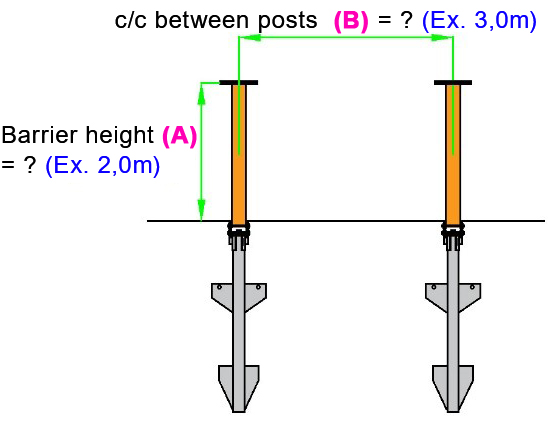 c/c between posts (B) = ? (Ex. 3,0m)
Barrier height (A)
= ? (Ex. 2,0m)